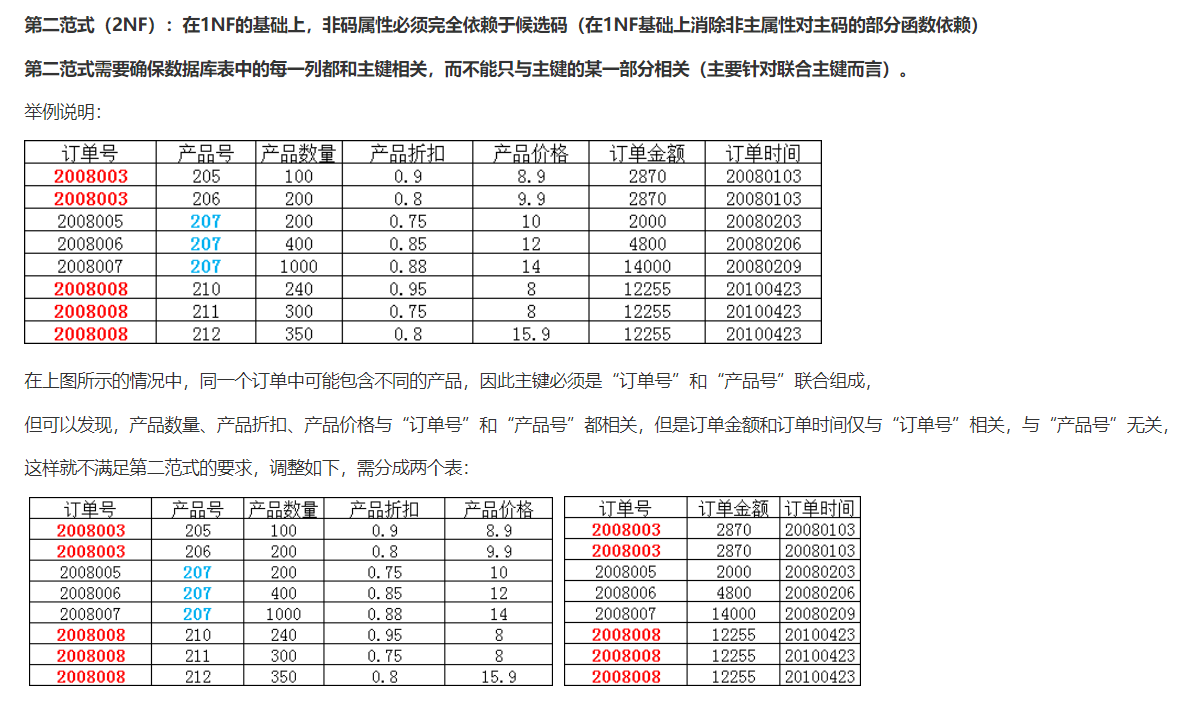 第二范式（2NF）：在1NF的基础上，非码属性必须完全依赖于候选码（在1NF基础上消除非主属性对主码的部分函数依赖）
第二范式需要确保数据库表中的每一列都和主键相关，而不能只与主键的某一部分相关（主要针对联合主键而言）。
举例说明：
订单号 产品号 产品数量 产品折扣 产品价格 订单金额 订单时间
2008003 205 100 0.9 8.9 2870 20080103
2008003 206 200 0.8 9.9 2870 20080103
2008005 207 200 0.75 10 2000 20080203
2008006 207 400 0.85 12 4800 20080206
2008007 207 1000 0.88 14 14000 20080209
2008008 210 240 0.95 8 12255 20100423
2008008 211 300 0.75 8 12255 20100423
2008008 212 350 0.8 15.9 12255 20100423
在上图所示的情况中，同一个订单中可能包含不同的产品，因此主键必须是“订单号”和“产品号”联合组成，
但可以发现，产品数量、产品折扣、产品价格与“订单号”和“产品号”都相关，但是订单金额和订单时间仅与“订单号”相关，与“产品号”无关，
这样就不满足第二范式的要求，调整如下，需分成两个表：
订单号 产品号 产品数量 产品折扣 产品价格
2008003 205 100 0.9 8.9
2008003 206 200 0.8 9.9
2008005 207 200 0.75 10
2008006 207 400 0.85 12
2008007 207 1000 0.88 14
2008008 210 240 0.95 8
2008008 211 300 0.75 8
2008008 212 350 0.8 15.9
订单号 订单金额 订单时间
2008003 2870 20080103
2008003 2870 20080103
2008005 2000 20080203
2008006 4800 20080206
2008007 14000 20080209
2008008 12255 20100423
2008008 12255 20100423
2008008 12255 20100423